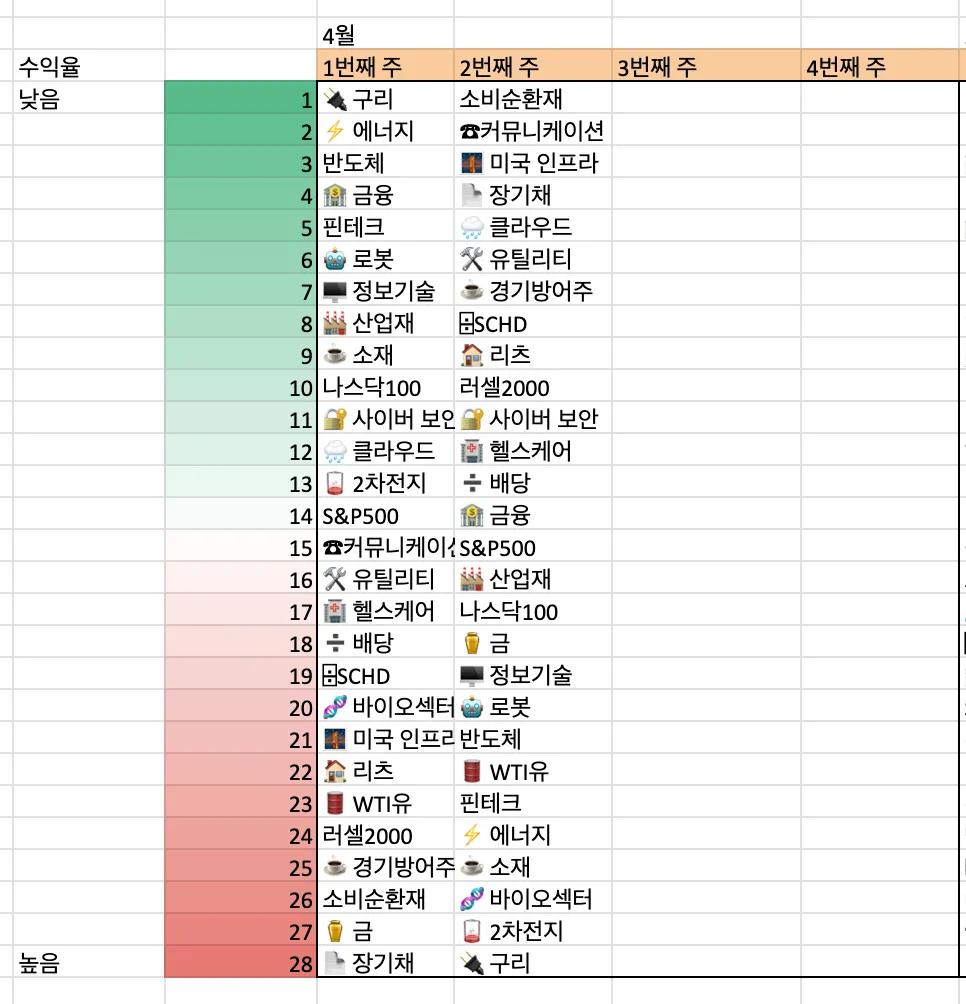 4월
수익율 1번째 주 2번째 주 3번째 주 4번째 주
낮음 1 🔌 구리 소비순환재
2 ⚡ 에너지 ☎커뮤니케이션
3 반도체 🌉 미국 인프라
4 🏦 금융 📄 장기채
5 핀테크 🌧 클라우드
6 🤖 로봇 🛠 유틸리티
7 🖥 정보기술 ☕ 경기방어주
8 🏭 산업재 SCHD
9 ☕ 소재 🏠 리츠
10 나스닥100 러셀2000
11 🔐 사이버 보안 🔐 사이버 보안
12 🌧 클라우드 🏥 헬스케어
13 🪫 2차전지 ➗ 배당
14 S&P500 🏦 금융
15 ☎커뮤니케이 S&P500
16 🛠 유틸리티 🏭 산업재
17 🏥 헬스케어 나스닥100
18 ➗ 배당 ⚱ 금
19 SCHD 🖥 정보기술
20 🧬 바이오섹터 🤖 로봇
21 🌉 미국 인프라 반도체
22 🏠 리츠 🛢 WTI유
23 🛢 WTI유 핀테크
24 러셀2000 ⚡ 에너지
25 ☕ 경기방어주 ☕ 소재
26 소비순환재 🧬 바이오섹터
27 ⚱ 금 🪫 2차전지
높음 28 📄 장기채 🔌 구리